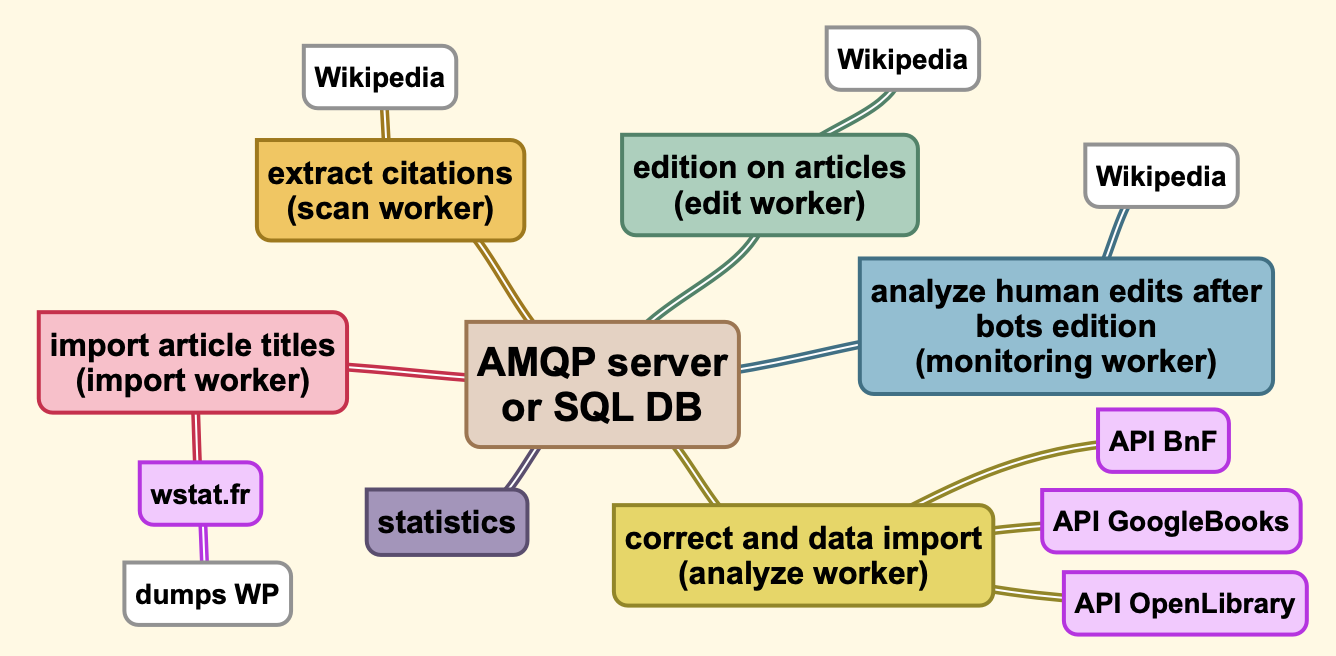 Wikipedia
extract citations
(scan worker)
Wikipedia
edition on articles
(edit worker)
Wikipedia
analyze human edits after
bots edition
(monitoring worker)
import article titles
(import worker)
AMQP server
or SQL DB
wstat.fr
dumps WP
statistics
correct and data import
(analyze worker)
API BnF
API GoogleBooks
API OpenLibrary